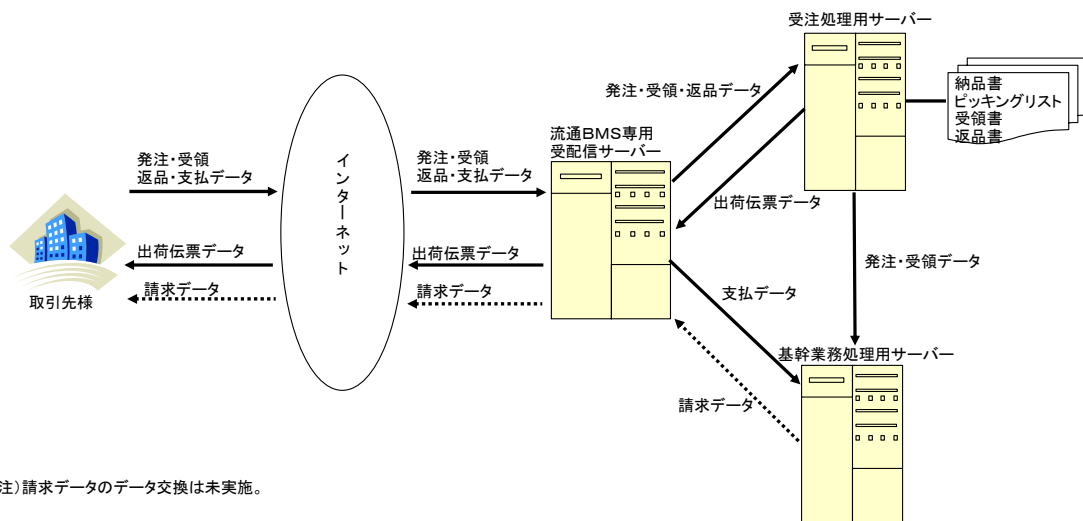 受注処理用サーバー
納品書
ピッキングリスト
受領書
返品書
発注・受領・返品データ
流通BMS専用
受配信サーバー
発注・受領
返品・支払データ
インターネット
発注・受領
返品・支払データ
出荷伝票データ
出荷伝票データ
出荷伝票データ
発注・受領データ
請求データ
請求データ
支払データ
取引先様
基幹業務処理用サーバー
請求データ
注)請求データのデータ交換は未実施。